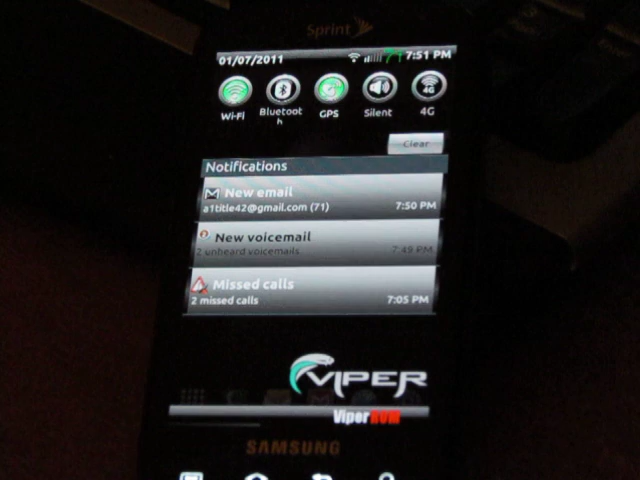 Sprint
01/07/2011 7:51 PM
Wi-Fi Bluetooth GPS Silent 4G
4G
Clear
Notifications
New email
a1title42@gmail.com (71) 7:50 PM
New voicemail
2 unheard voicemails 7:49 PM
Missed calls
2 missed calls 7:05 PM
VIPER
ViperROM
SAMSUNG